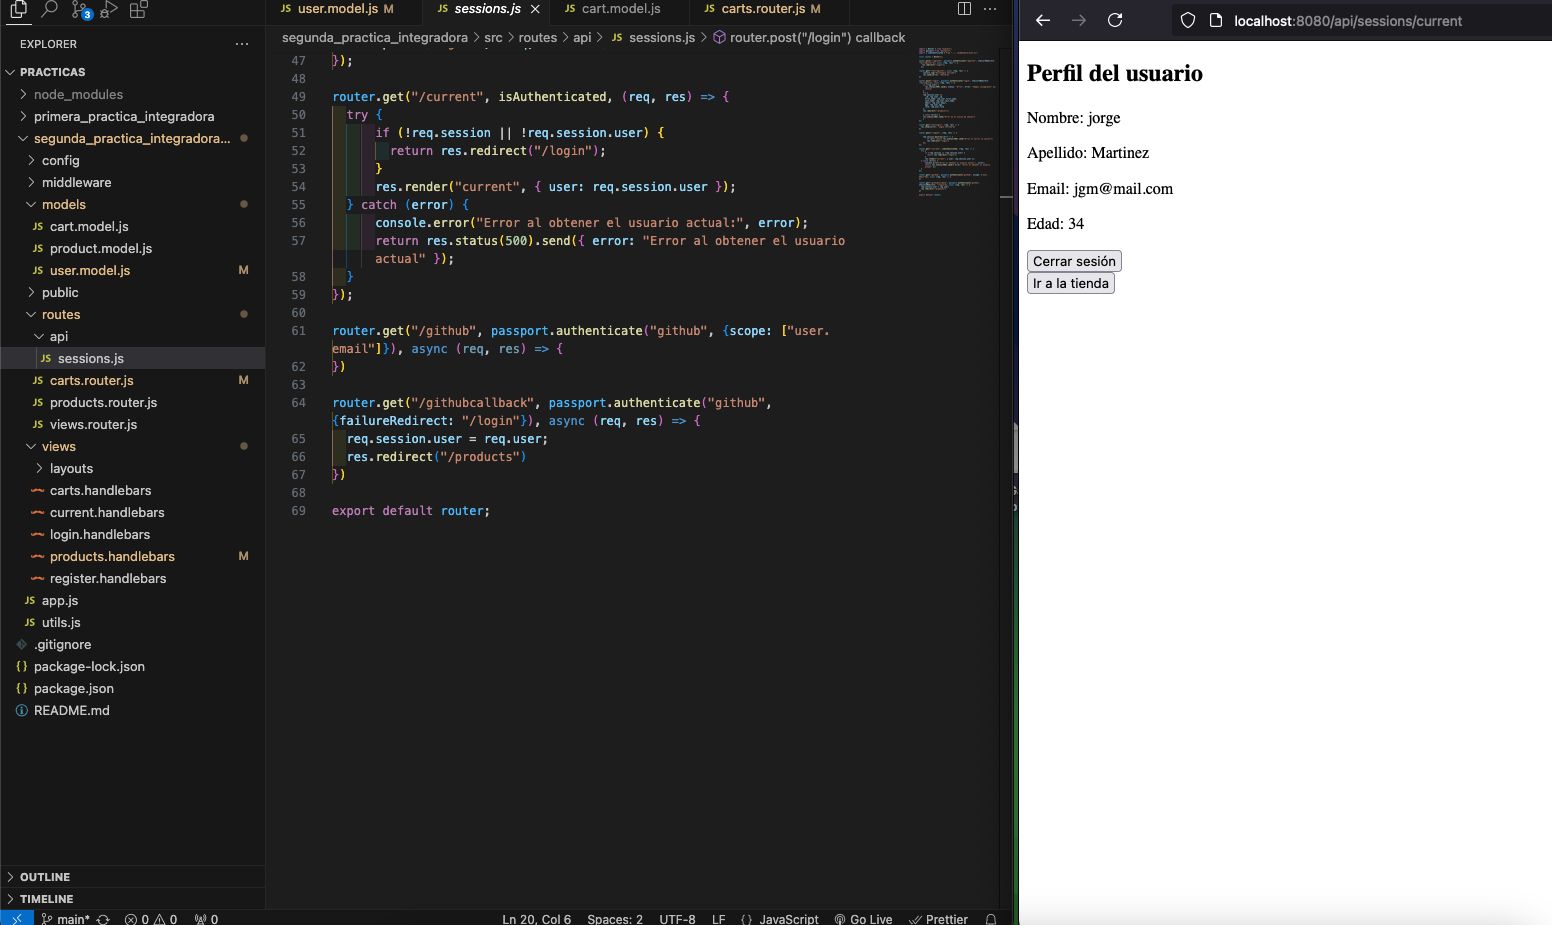 user.model.js M
sessions.js
cart.model.js
carts.router.js M
3
EXPLORER
segunda_practica_integradora > src > routes > api > JS sessions.js > router.post("/login") callback
PRACTICAS
node_modules
primera_practica_integradora
segunda_practica_integradora...
config
middleware
models
JS cart.model.js
JS product.model.js
JS user.model.js M
public
routes
api
JS sessions.js
JS carts.router.js M
JS products.router.js
JS views.router.js
views
layouts
carts.handlebars
current.handlebars
login.handlebars
products.handlebars M
register.handlebars
JS app.js
JS utils.js
.gitignore
{} package-lock.json
{} package.json
README.md
OUTLINE
TIMELINE
47 });
48
49 router.get("/current", isAuthenticated, (req, res) => {
50 try {
51 if (!req.session || !req.session.user) {
52 return res.redirect("/login");
53 }
54 res.render("current", { user: req.session.user });
55 } catch (error) {
56 console.error("Error al obtener el usuario actual:", error);
57 return res.status(500).send({ error: "Error al obtener el usuario
actual" });
58 }
59 });
60
61 router.get("/github", passport.authenticate("github", {scope: ["user.
email"]}), async (req, res) => {
62 })
63
64 router.get("/githubcallback", passport.authenticate("github",
{failureRedirect: "/login"}), async (req, res) => {
65 req.session.user = req.user;
66 res.redirect("/products")
67 })
68
69 export default router;
main* 0 0 0
Ln 20, Col 6 Spaces: 2 UTF-8 LF {} JavaScript Go Live Prettier
localhost:8080/api/sessions/current
Perfil del usuario
Nombre: jorge
Apellido: Martinez
Email: jgm@mail.com
Edad: 34
Cerrar sesión
Ir a la tienda